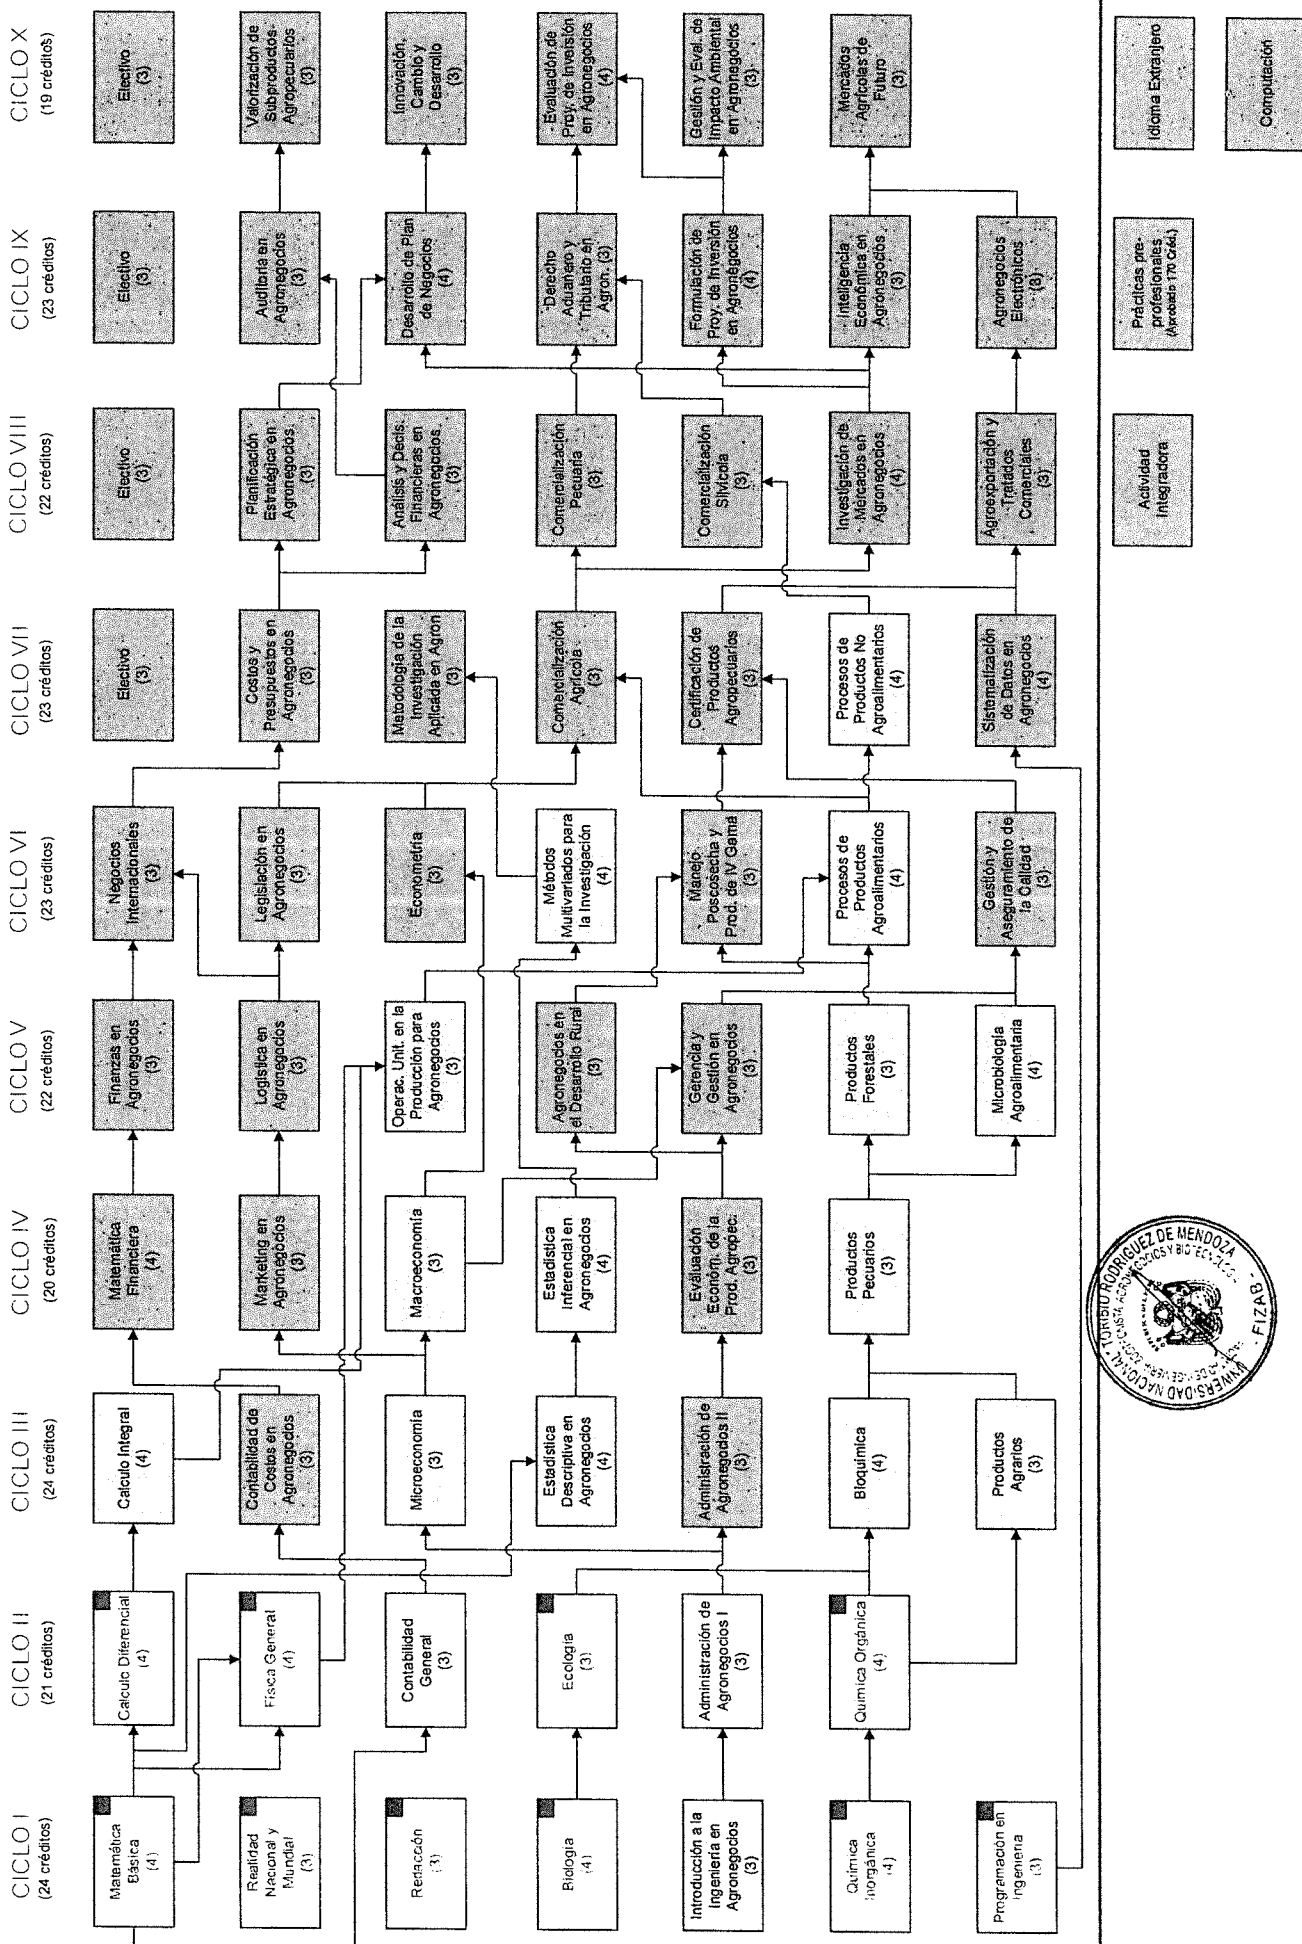 CICLO I
(24 créditos)
Matemática
Básica
(4)
Realidad
Nacional y
Mundial
(3)
Redacción
(3)
Biología
(4)
Introducción a la
Ingeniería en
Agronegocios
(3)
Química
Inorgánica
(4)
Programación en
Ingeniería
(3)
CICLO II
(21 créditos)
Calculo Diferencial
(4)
Física General
(4)
Contabilidad
General
(3)
Ecología
(3)
Administración de
Agronegocios I
(3)
Química Orgánica
(4)
CICLO III
(24 créditos)
Calculo Integral
(4)
Contabilidad de
Costos en
Agronegocios
(3)
Microeconomía
(3)
Estadística
Descriptiva en
Agronegocios
(4)
Administración de
Agronegocios II
(3)
Bloquímica
(4)
Productos
Agrarios
(3)
CICLO IV
(20 créditos)
Matemática
Financiera
(4)
Marketing en
Agronegocios
(3)
Macroeconomía
(3)
Estadística
Inferencial en
Agronegocios
(4)
Evaluación
Económ. de la
Prod. Agropec.
(3)
Productos
Pecuarios
(3)
CICLO V
(22 créditos)
Finanzas en
Agronegocios
(3)
Logística en
Agronegocios
(3)
Operac. Unit. en la
Producción para
Agronegocios
(3)
Agronegocios en
el Desarrollo Rural
(3)
Gerencia y
Gestión en
Agronegocios
(3)
Productos
Forestales
(3)
Microbiología
Agroalimentaria
(4)
CICLO VI
(23 créditos)
Negocios
Internacionales
(3)
Legislación en
Agronegocios
(3)
Econometría
(3)
Métodos
Multivariados para
la Investigación
(4)
Manejo
Poscosecha y
Prod. de IV Gama
(3)
Procesos de
Productos
Agroalimentarios
(4)
Gestión y
Aseguramiento de
la Calidad
(3)
CICLO VII
(23 créditos)
Electivo
(3)
Costos y
Presupuestos en
Agronegocios
(3)
Metodología de la
Investigación
Aplicada en Agron
(3)
Comercialización
Agrícola
(3)
Certificación de
Productos
Agropecuarios
(3)
Procesos de
Productos No
Agroalimentarios
(4)
Sistematización
de Datos en
Agronegocios
(4)
CICLO VIII
(22 créditos)
Electivo
(3)
Planificación
Estratégica en
Agronegocios
(3)
Análisis y Decis.
Financieras en
Agronegocios
(3)
Comercialización
Pecuaria
(3)
Comercialización
Silvícola
(3)
Investigación de
Mercados en
Agronegocios
(4)
Agroexportación y
Tratados
Comerciales
(3)
CICLO IX
(23 créditos)
Electivo
(3)
Auditoría en
Agronegocios
(3)
Desarrollo de Plan
de Negocios
(4)
Derecho
Aduanero y
Tributario en
Agron. (3)
Formulación de
Proy. de Inversión
en Agronegocios
(4)
Inteligencia
Económica en
Agronegocios
(3)
Agronegocios
Electrónicos
(3)
CICLO X
(19 créditos)
Electivo
(3)
Valorización de
Subproductos
Agropecuarios
(3)
Innovación,
Cambio y
Desarrollo
(3)
Evaluación de
Proy. de Inversión
en Agronegocios
(4)
Gestión y Eval. de
Impacto Ambiental
en Agronegocios
(3)
Mercados
Agrícolas de
Futuro
(3)
Actividad
Integradora
Prácticas pre-
profesionales
(Aprobado 170 Créd.)
Idioma Extranjero
Computación
UNIVERSIDAD NACIONAL TORIBIO RODRIGUEZ DE MENDOZA
- FIZAB -